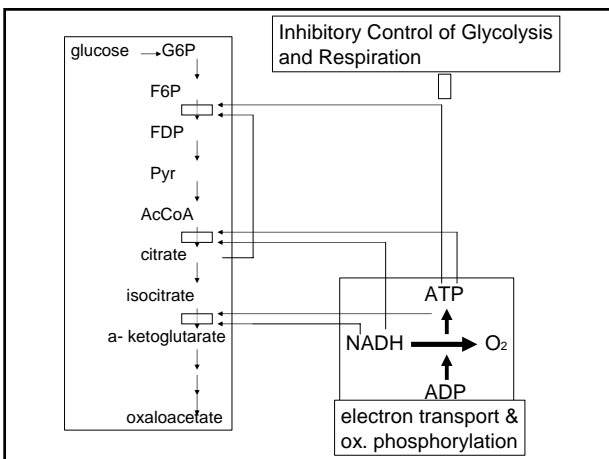 Inhibitory Control of Glycolysis
and Respiration
glucose G6P
F6P
FDP
Pyr
AcCoA
citrate
isocitrate
a- ketoglutarate
oxaloacetate
ATP
NADH O2
ADP
electron transport &
ox. phosphorylation